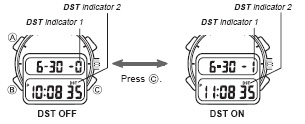 DST Indicator 2
DST Indicator 1
A
6-30 -0
DST
B
10:08 35
C
DST OFF
Press C.
DST Indicator 2
DST Indicator 1
6-30 - 1
DST
11:08 35
DST ON